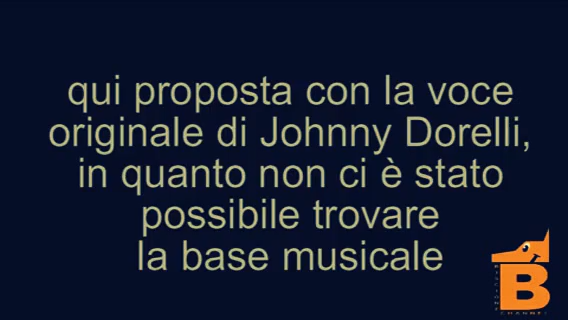 qui proposta con la voce
originale di Johnny Dorelli,
in quanto non ci è stato
possibile trovare
la base musicale
B
CHANNEL